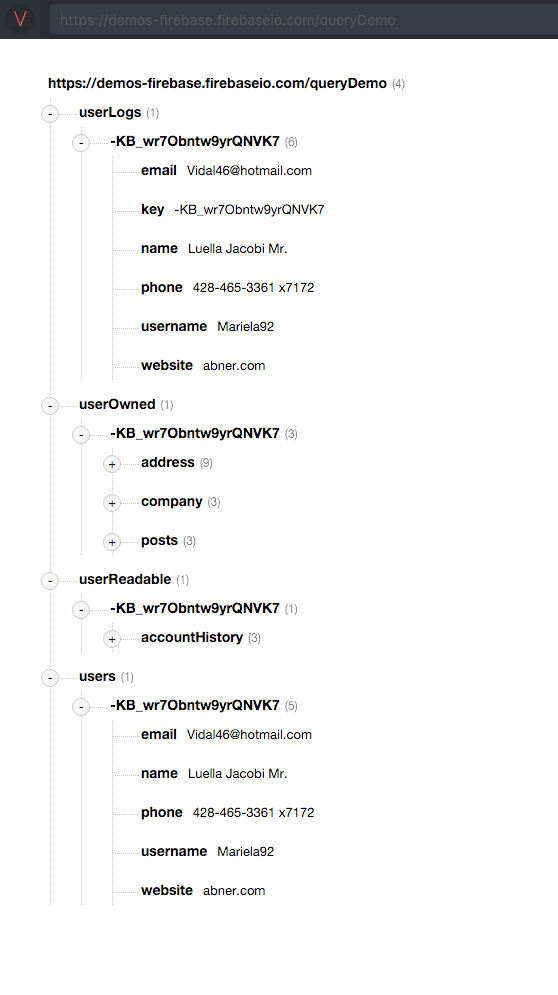 V https://demos-firebase.firebaseio.com/queryDemo
https://demos-firebase.firebaseio.com/queryDemo (4)
- userLogs (1)
- -KB_wr7Obntw9yrQNVK7 (6)
email Vidal46@hotmail.com
key -KB_wr7Obntw9yrQNVK7
name Luella Jacobi Mr.
phone 428-465-3361 x7172
username Mariela92
website abner.com
- userOwned (1)
- -KB_wr7Obntw9yrQNVK7 (3)
+ address (9)
+ company (3)
+ posts (3)
- userReadable (1)
- -KB_wr7Obntw9yrQNVK7 (1)
+ accountHistory (3)
- users (1)
- -KB_wr7Obntw9yrQNVK7 (5)
email Vidal46@hotmail.com
name Luella Jacobi Mr.
phone 428-465-3361 x7172
username Mariela92
website abner.com